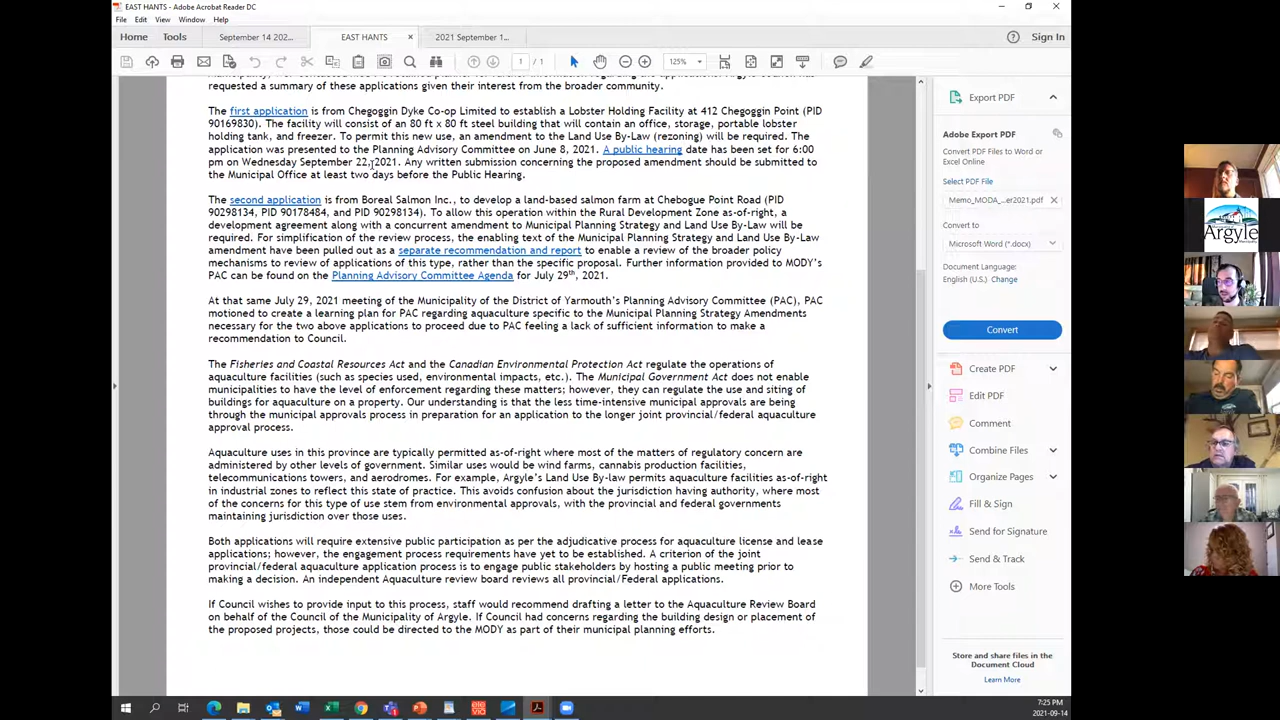 EAST HANTS - Adobe Acrobat Reader DC
File Edit View Window Help
Home Tools September 14 202... EAST HANTS × 2021 September 1... Sign In
1 / 1 125%
requested a summary of these applications given their interest from the broader community.
The first application is from Chegoggin Dyke Co-op Limited to establish a Lobster Holding Facility at 412 Chegoggin Point (PID
90169830). The facility will consist of an 80 ft x 80 ft steel building that will contain an office, storage, portable lobster
holding tank, and freezer. To permit this new use, an amendment to the Land Use By-Law (rezoning) will be required. The
application was presented to the Planning Advisory Committee on June 8, 2021. A public hearing date has been set for 6:00
pm on Wednesday September 22, 2021. Any written submission concerning the proposed amendment should be submitted to
the Municipal Office at least two days before the Public Hearing.
The second application is from Boreal Salmon Inc., to develop a land-based salmon farm at Chebogue Point Road (PID
90298134, PID 90178484, and PID 90298134). To allow this operation within the Rural Development Zone as-of-right, a
development agreement along with a concurrent amendment to Municipal Planning Strategy and Land Use By-Law will be
required. For simplification of the review process, the enabling text of the Municipal Planning Strategy and Land Use By-Law
amendment have been pulled out as a separate recommendation and report to enable a review of the broader policy
mechanisms to review of applications of this type, rather than the specific proposal. Further information provided to MODY's
PAC can be found on the Planning Advisory Committee Agenda for July 29th, 2021.
At that same July 29, 2021 meeting of the Municipality of the District of Yarmouth's Planning Advisory Committee (PAC), PAC
motioned to create a learning plan for PAC regarding aquaculture specific to the Municipal Planning Strategy Amendments
necessary for the two above applications to proceed due to PAC feeling a lack of sufficient information to make a
recommendation to Council.
The Fisheries and Coastal Resources Act and the Canadian Environmental Protection Act regulate the operations of
aquaculture facilities (such as species used, environmental impacts, etc.). The Municipal Government Act does not enable
municipalities to have the level of enforcement regarding these matters; however, they can regulate the use and siting of
buildings for aquaculture on a property. Our understanding is that the less time-intensive municipal approvals are being
through the municipal approvals process in preparation for an application to the longer joint provincial/federal aquaculture
approval process.
Aquaculture uses in this province are typically permitted as-of-right where most of the matters of regulatory concern are
administered by other levels of government. Similar uses would be wind farms, cannabis production facilities,
telecommunications towers, and aerodromes. For example, Argyle's Land Use By-law permits aquaculture facilities as-of-right
in industrial zones to reflect this state of practice. This avoids confusion about the jurisdiction having authority, where most
of the concerns for this type of use stem from environmental approvals, with the provincial and federal governments
maintaining jurisdiction over those uses.
Both applications will require extensive public participation as per the adjudicative process for aquaculture license and lease
applications; however, the engagement process requirements have yet to be established. A criterion of the joint
provincial/federal aquaculture application process is to engage public stakeholders by hosting a public meeting prior to
making a decision. An independent Aquaculture review board reviews all provincial/Federal applications.
If Council wishes to provide input to this process, staff would recommend drafting a letter to the Aquaculture Review Board
on behalf of the Council of the Municipality of Argyle. If Council had concerns regarding the building design or placement of
the proposed projects, those could be directed to the MODY as part of their municipal planning efforts.
Export PDF
Adobe Export PDF
Convert PDF Files to Word or
Excel Online
Select PDF File
Memo_MODA_...er2021.pdf ×
Convert to
Microsoft Word (*.docx)
Document Language:
English (U.S.) Change
Convert
Create PDF
Edit PDF
Comment
Combine Files
Organize Pages
Fill & Sign
Send for Signature
Send & Track
More Tools
Store and share files in the
Document Cloud
Learn More
Argyle
7:25 PM
2021-09-14